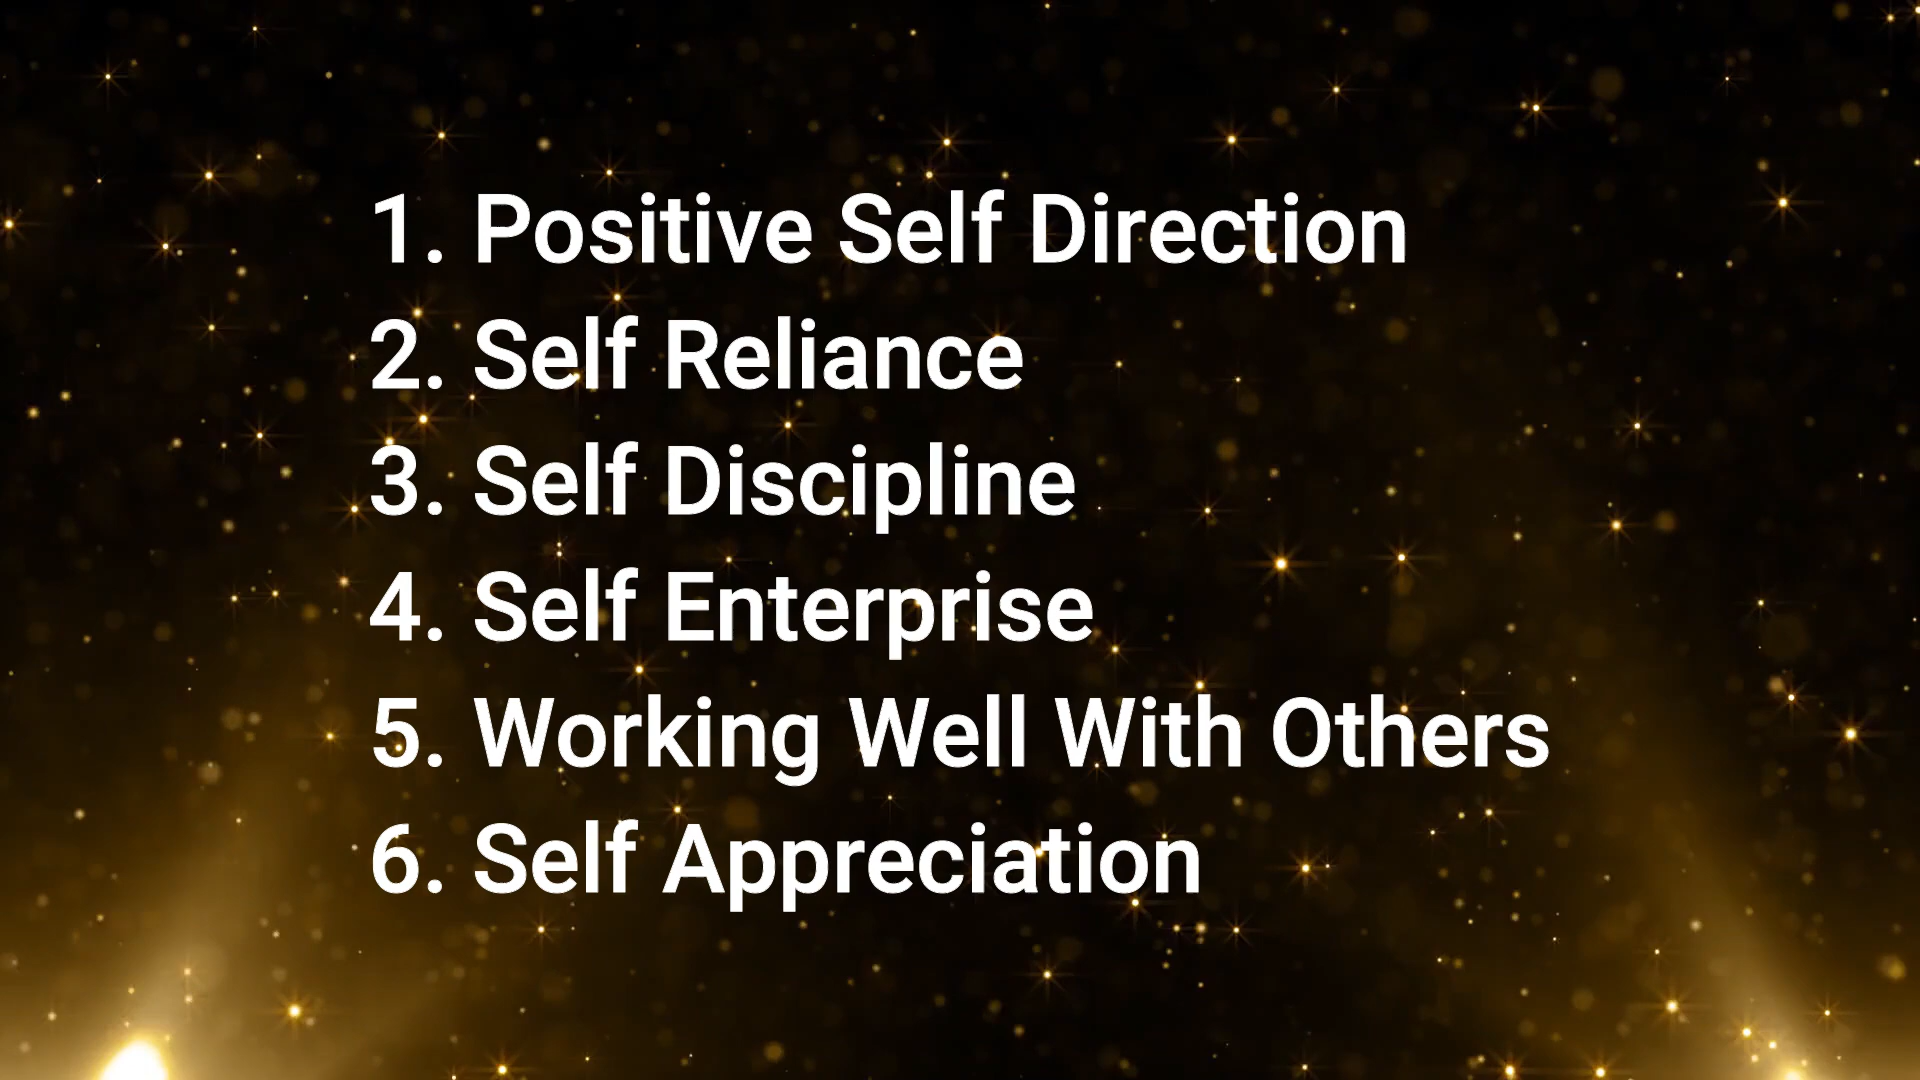 1. Positive Self Direction
2. Self Reliance
3. Self Discipline
4. Self Enterprise
5. Working Well With Others
6. Self Appreciation